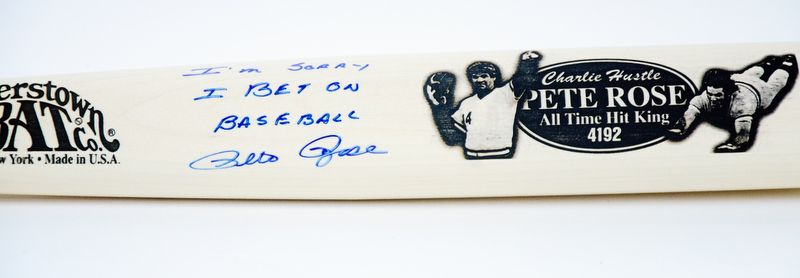 erstown
BAT
Co.®
w York • Made in U.S.A.
I'm SORRY
I BET ON
BASEBALL
Pete Rose
Charlie Hustle
PETE ROSE
All Time Hit King
4192
14